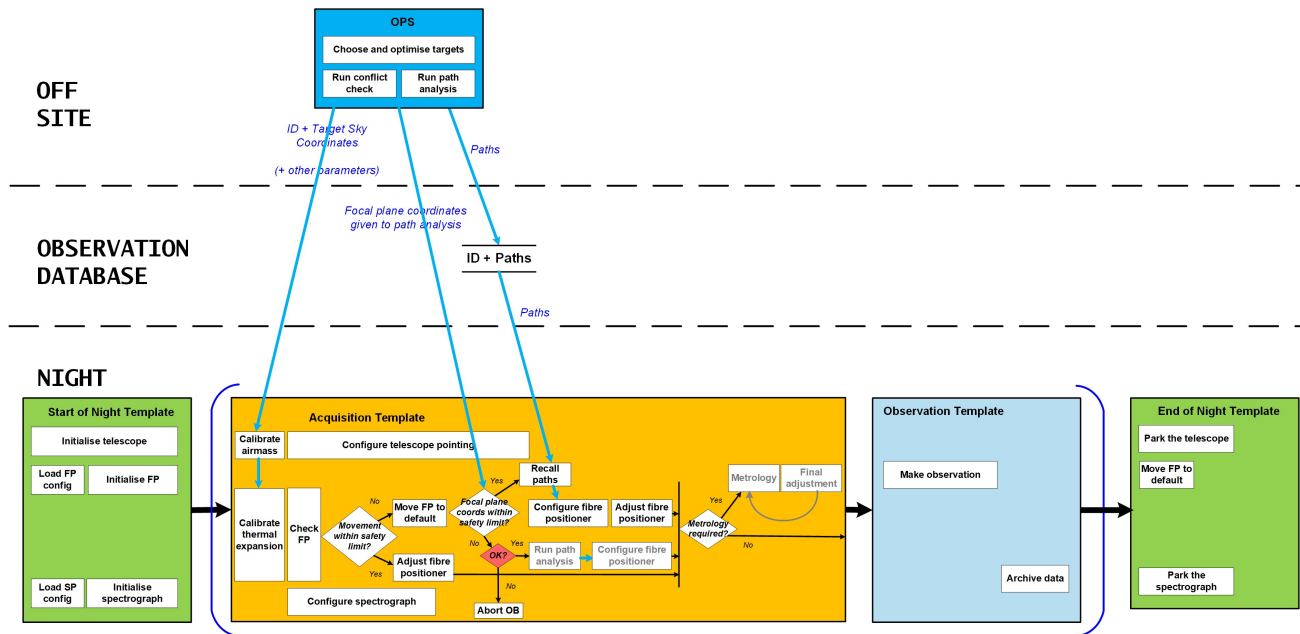 OPS
Choose and optimise targets
Run conflict
check
Run path
analysis
OFF
SITE
ID + Target Sky
Coordinates
(+ other parameters)
Paths
Focal plane coordinates
given to path analysis
OBSERVATION
DATABASE
ID + Paths
Paths
NIGHT
Start of Night Template
Initialise telescope
Load FP
config
Initialise FP
Load SP
config
Initialise
spectrograph
Acquisition Template
Calibrate
airmass
Configure telescope pointing
Calibrate
thermal
expansion
Check
FP
Movement
within safety
limit?
No
Yes
Move FP to
default
Adjust fibre
positioner
Focal plane
coords within
safety limit?
Yes
No
Recall
paths
Configure fibre
positioner
Adjust fibre
positioner
OK?
Yes
No
Run path
analysis
Configure fibre
positioner
Abort OB
Configure spectrograph
Metrology
required?
Yes
No
Metrology
Final
adjustment
Observation Template
Make observation
Archive data
End of Night Template
Park the telescope
Move FP to
default
Park the
spectrograph